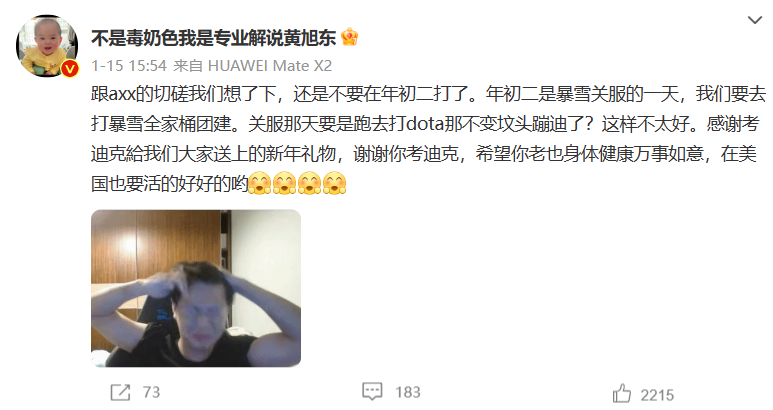 不是毒奶色我是专业解说黄旭东
1-15 15:54 来自 HUAWEI Mate X2
跟axx的切磋我们想了下，还是不要在年初二打了。年初二是暴雪关服的一天，我们要去
打暴雪全家桶团建。关服那天要是跑去打dota那不变坟头蹦迪了？这样不太好。感谢考
迪克給我们大家送上的新年礼物，谢谢你考迪克，希望你老也身体健康万事如意，在美
国也要活的好好的哟
73
183
2215